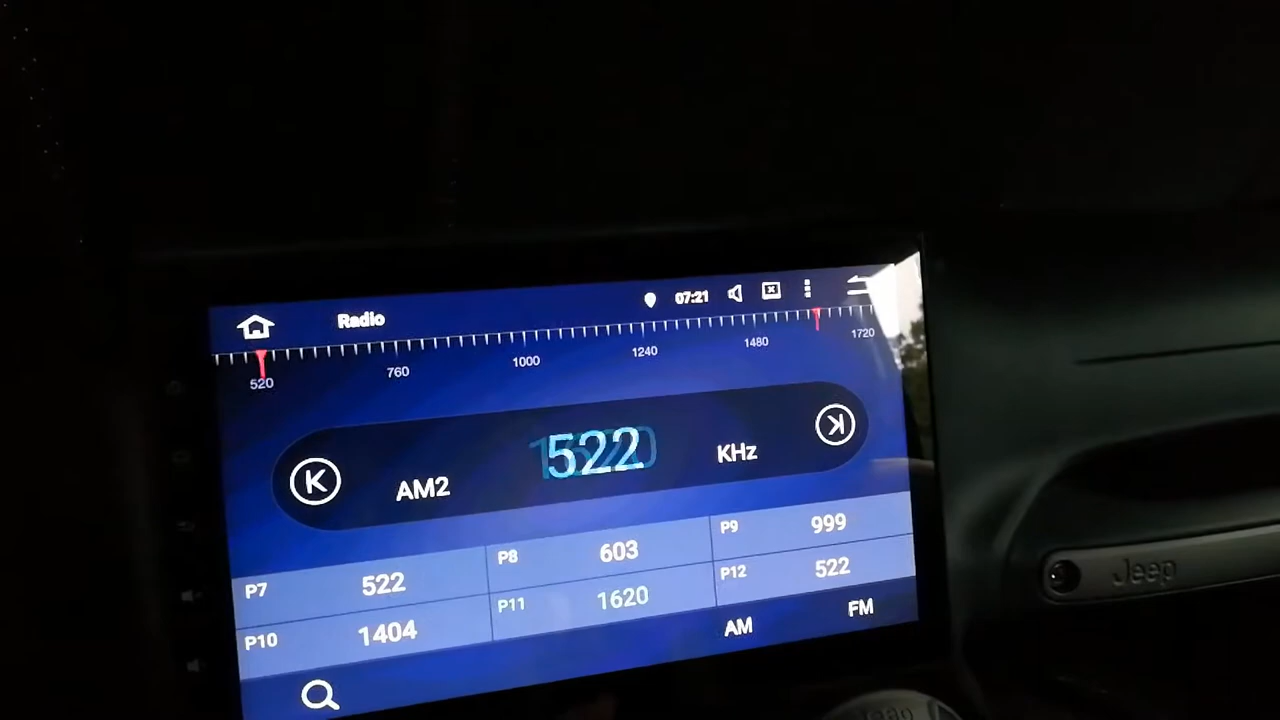 Radio
07:21
520 760 1000 1240 1480 1720
AM2 522 KHz
P7 522 P8 603 P9 999
P10 1404 P11 1620 P12 522
AM FM
Jeep
Jeep